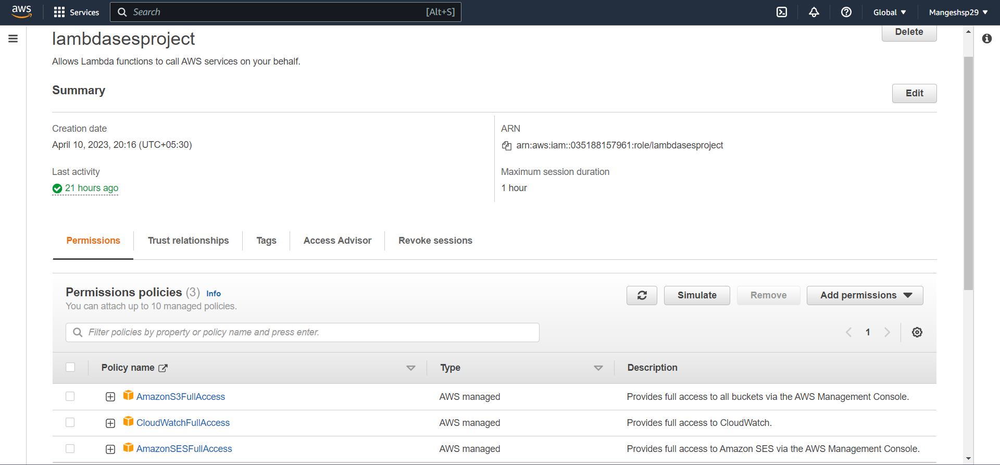 aws Services Search [Alt+S] Global Mangeshsp29
lambdasesproject Delete
Allows Lambda functions to call AWS services on your behalf.
Summary Edit
Creation date ARN
April 10, 2023, 20:16 (UTC+05:30) arn:aws:iam::035188157961:role/lambdasesproject
Last activity Maximum session duration
21 hours ago 1 hour
Permissions Trust relationships Tags Access Advisor Revoke sessions
Permissions policies (3) Info Simulate Remove Add permissions
You can attach up to 10 managed policies.
Filter policies by property or policy name and press enter. 1
Policy name Type Description
AmazonS3FullAccess AWS managed Provides full access to all buckets via the AWS Management Console.
CloudWatchFullAccess AWS managed Provides full access to CloudWatch.
AmazonSESFullAccess AWS managed Provides full access to Amazon SES via the AWS Management Console.